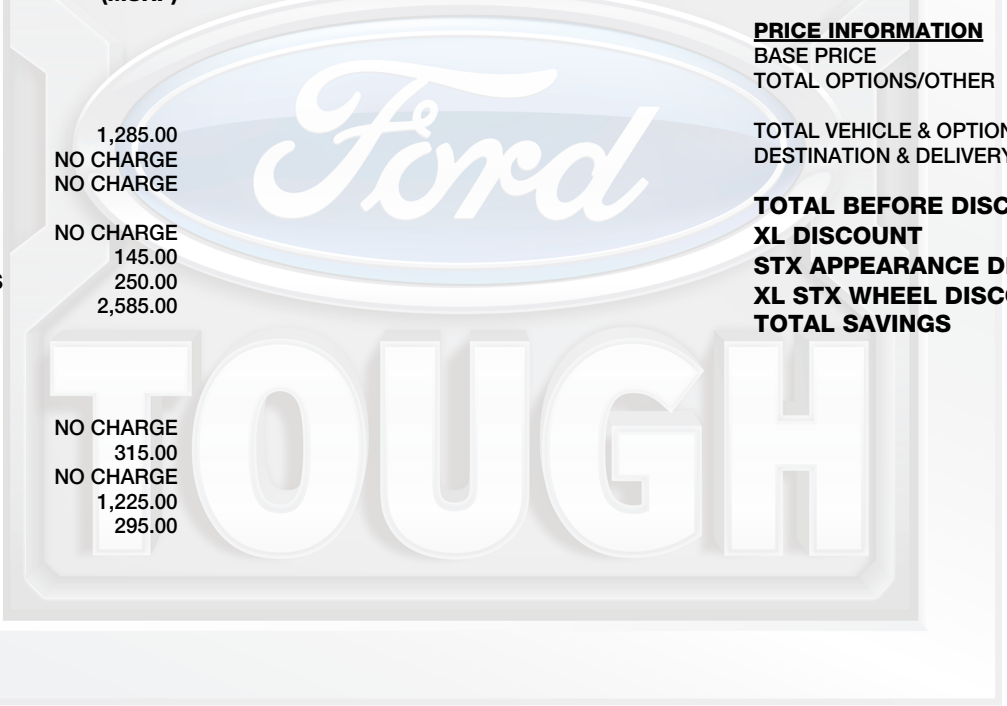 1,285.00
NO CHARGE
NO CHARGE
NO CHARGE
145.00
250.00
2,585.00
NO CHARGE
315.00
NO CHARGE
1,225.00
295.00
Ford
TOUGH
PRICE INFORMATION
BASE PRICE
TOTAL OPTIONS/OTHER
TOTAL VEHICLE & OPTION
DESTINATION & DELIVERY
TOTAL BEFORE DISC
XL DISCOUNT
STX APPEARANCE D
XL STX WHEEL DISC
TOTAL SAVINGS